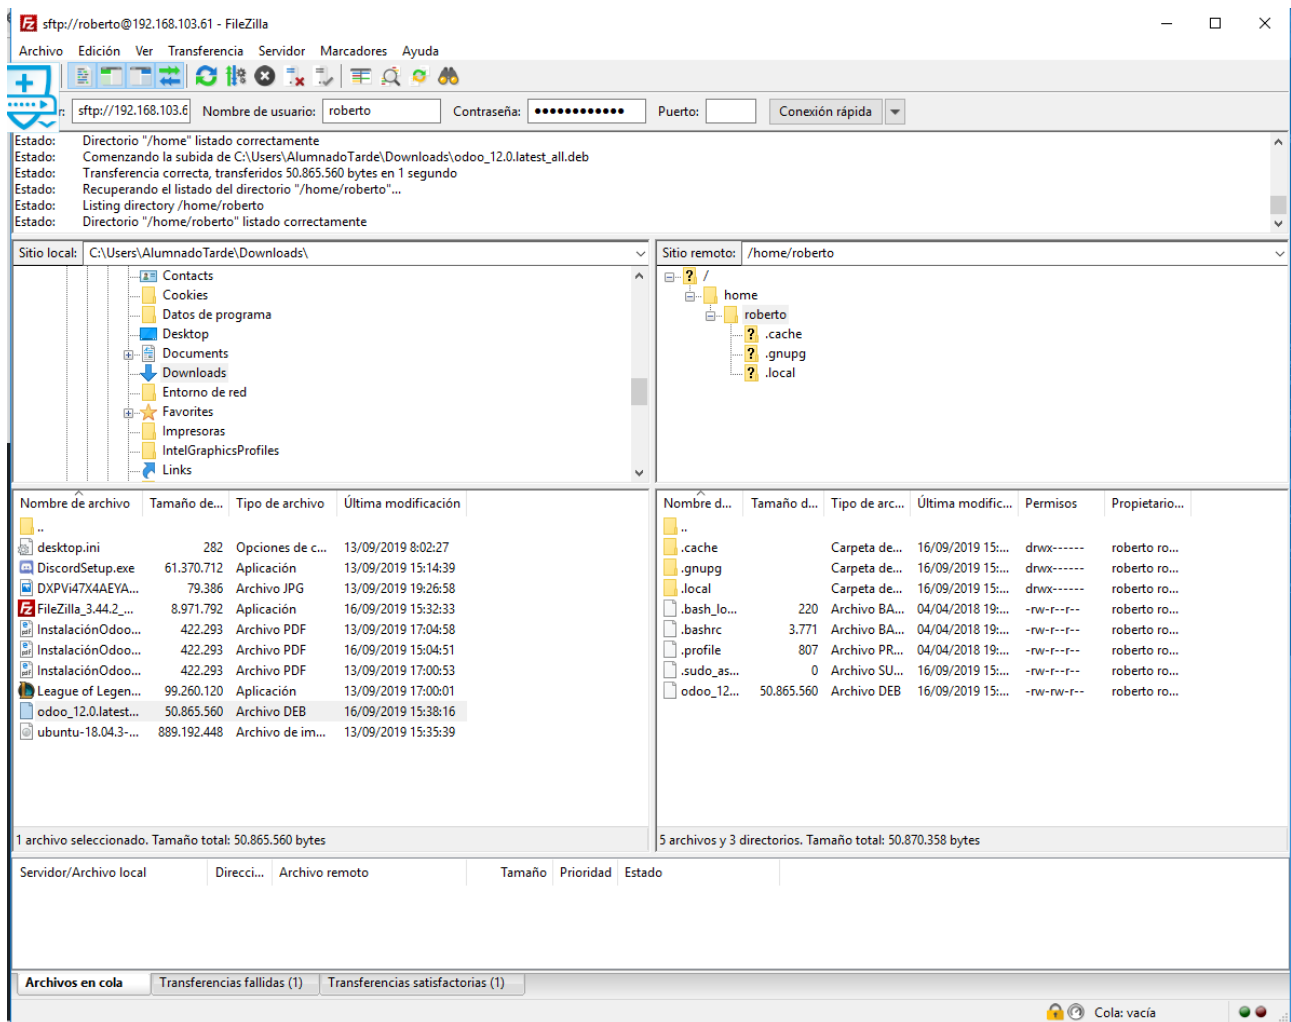 sftp://roberto@192.168.103.61 - FileZilla
Archivo Edición Ver Transferencia Servidor Marcadores Ayuda
r: sftp://192.168.103.6 Nombre de usuario: roberto Contraseña: ●●●●●●●●●●●● Puerto: Conexión rápida
Estado: Directorio "/home" listado correctamente
Estado: Comenzando la subida de C:\Users\AlumnadoTarde\Downloads\odoo_12.0.latest_all.deb
Estado: Transferencia correcta, transferidos 50.865.560 bytes en 1 segundo
Estado: Recuperando el listado del directorio "/home/roberto"...
Estado: Listing directory /home/roberto
Estado: Directorio "/home/roberto" listado correctamente
Sitio local: C:\Users\AlumnadoTarde\Downloads\
Contacts
Cookies
Datos de programa
Desktop
Documents
Downloads
Entorno de red
Favorites
Impresoras
IntelGraphicsProfiles
Links
Sitio remoto: /home/roberto
? /
home
roberto
? .cache
? .gnupg
? .local
Nombre de archivo Tamaño de... Tipo de archivo Última modificación
..
desktop.ini 282 Opciones de c... 13/09/2019 8:02:27
DiscordSetup.exe 61.370.712 Aplicación 13/09/2019 15:14:39
DXPVi47X4AEYA... 79.386 Archivo JPG 13/09/2019 19:26:58
FileZilla_3.44.2_... 8.971.792 Aplicación 16/09/2019 15:32:33
InstalaciónOdoo... 422.293 Archivo PDF 13/09/2019 17:04:58
InstalaciónOdoo... 422.293 Archivo PDF 16/09/2019 15:04:51
InstalaciónOdoo... 422.293 Archivo PDF 13/09/2019 17:00:53
League of Legen... 99.260.120 Aplicación 13/09/2019 17:00:01
odoo_12.0.latest... 50.865.560 Archivo DEB 16/09/2019 15:38:16
ubuntu-18.04.3-... 889.192.448 Archivo de im... 13/09/2019 15:35:39
1 archivo seleccionado. Tamaño total: 50.865.560 bytes
Nombre d... Tamaño d... Tipo de arc... Última modific... Permisos Propietario...
..
.cache Carpeta de... 16/09/2019 15:... drwx------ roberto ro...
.gnupg Carpeta de... 16/09/2019 15:... drwx------ roberto ro...
.local Carpeta de... 16/09/2019 15:... drwx------ roberto ro...
.bash_lo... 220 Archivo BA... 04/04/2018 19:... -rw-r--r-- roberto ro...
.bashrc 3.771 Archivo BA... 04/04/2018 19:... -rw-r--r-- roberto ro...
.profile 807 Archivo PR... 04/04/2018 19:... -rw-r--r-- roberto ro...
.sudo_as... 0 Archivo SU... 16/09/2019 15:... -rw-r--r-- roberto ro...
odoo_12... 50.865.560 Archivo DEB 16/09/2019 15:... -rw-rw-r-- roberto ro...
5 archivos y 3 directorios. Tamaño total: 50.870.358 bytes
Servidor/Archivo local Direcci... Archivo remoto Tamaño Prioridad Estado
Archivos en cola Transferencias fallidas (1) Transferencias satisfactorias (1)
Cola: vacía